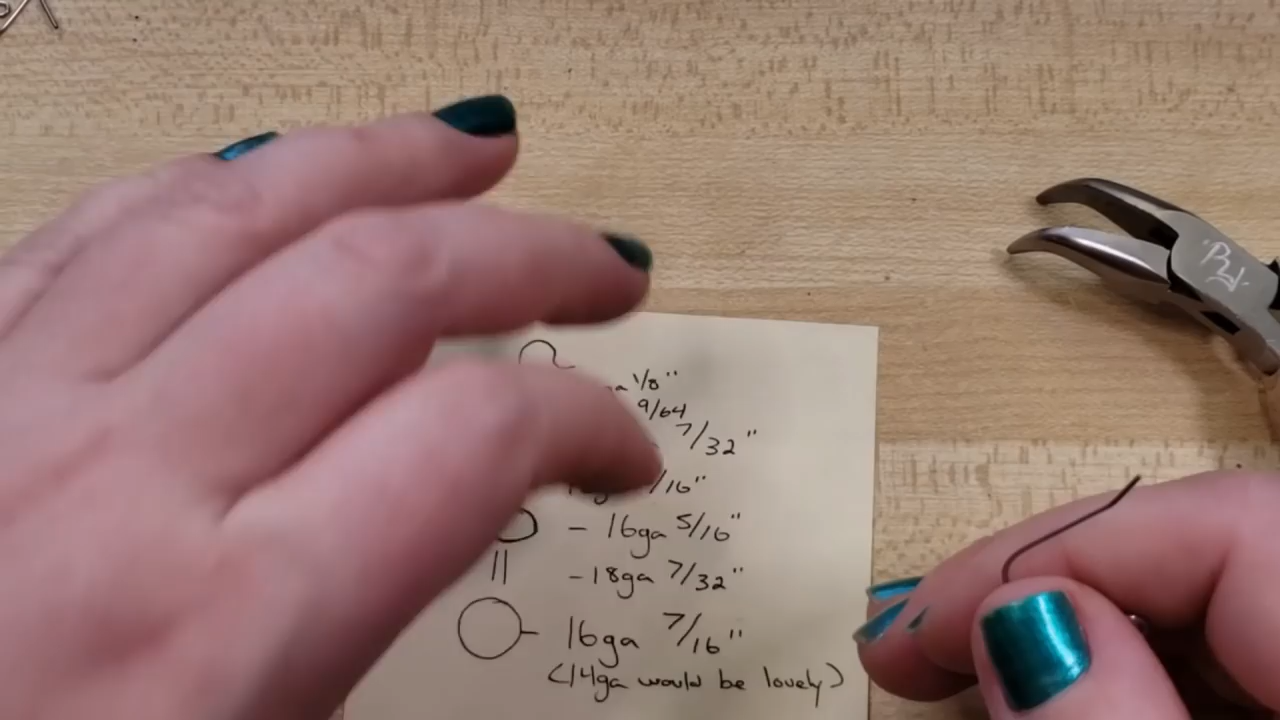 1/8"
9/64
7/32"
/16"
- 16ga 5/16"
-18ga 7/32"
16ga 7/16"
(14ga would be lovely)